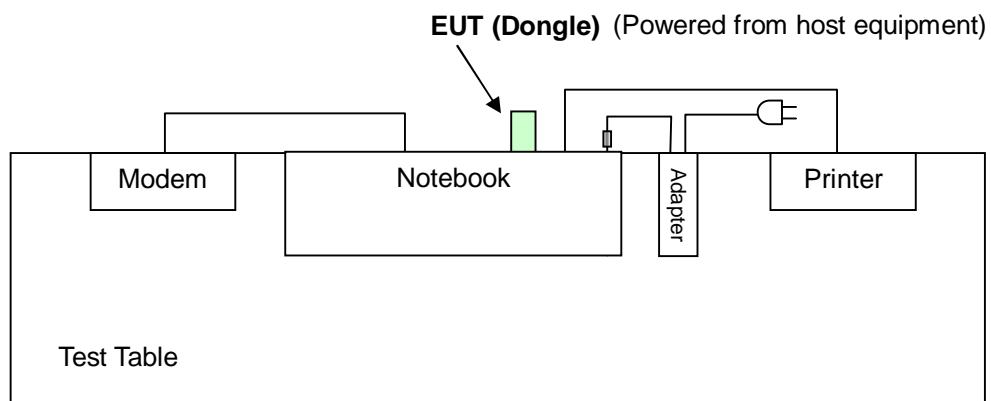 EUT (Dongle) (Powered from host equipment)
Modem
Notebook
Adapter
Printer
Test Table